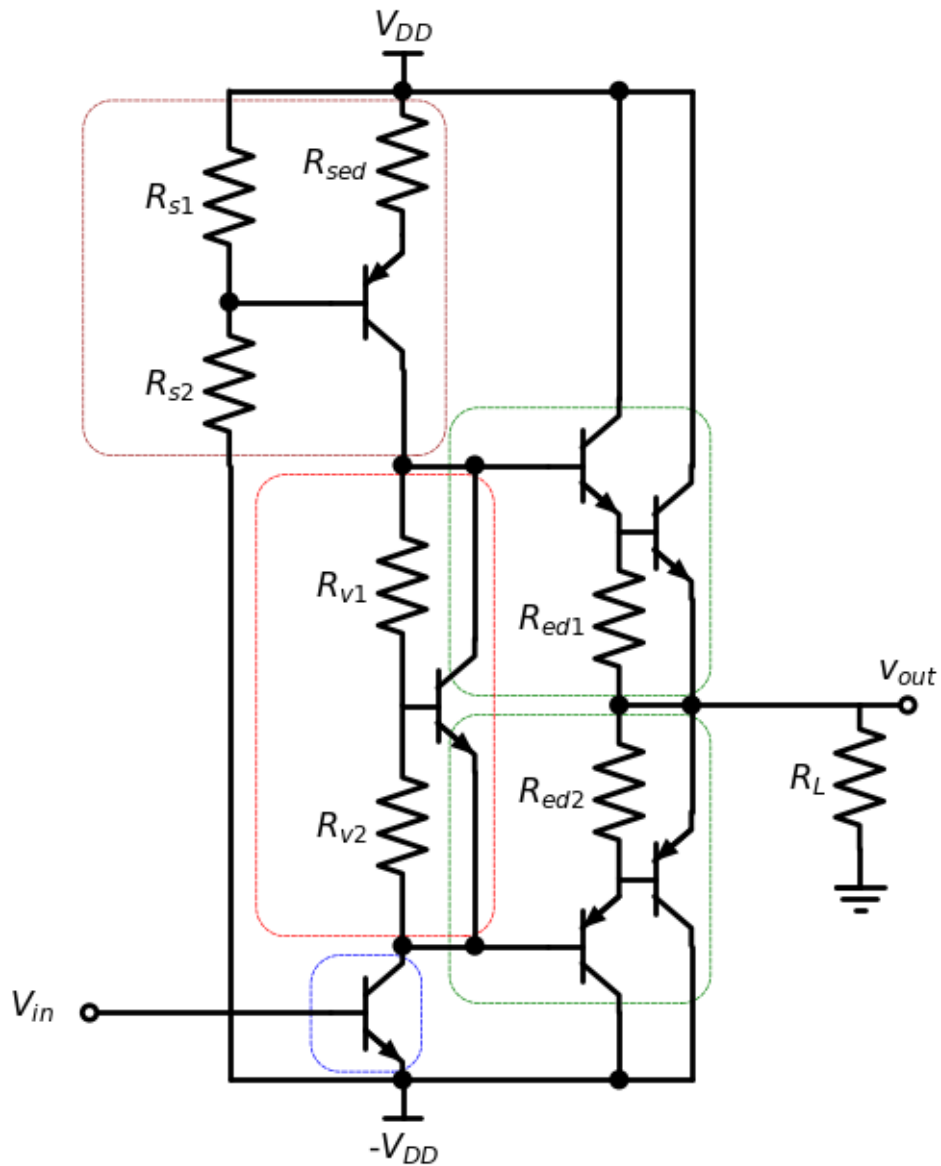 V_DD
R_sed
R_s1
R_s2
R_v1
R_ed1
v_out
R_ed2
R_L
R_v2
V_in
-V_DD